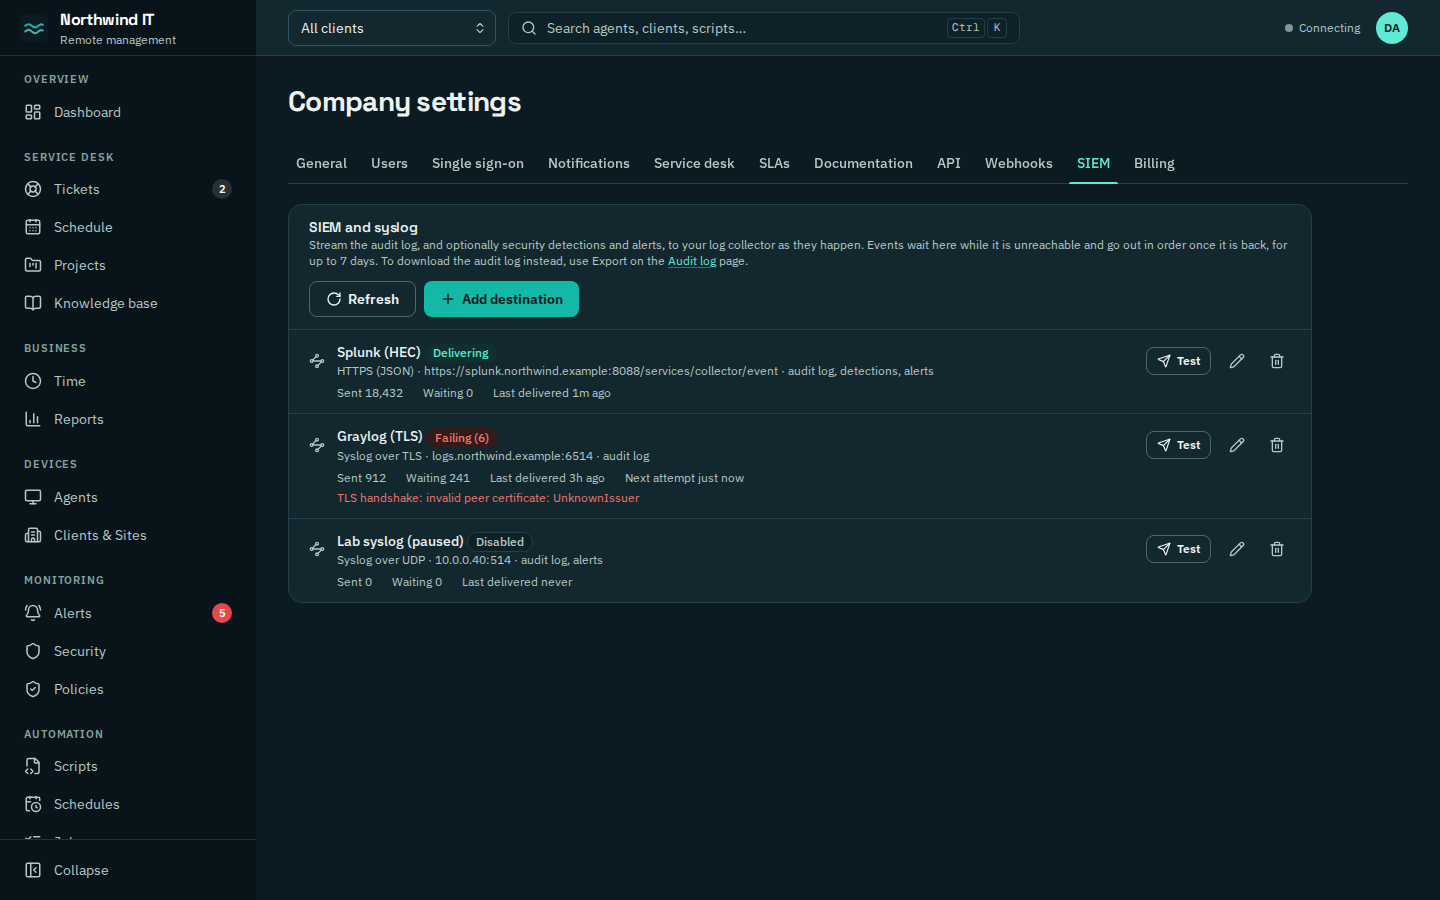 Northwind IT
Remote management
All clients
Search agents, clients, scripts...
Ctrl K
Connecting
DA
OVERVIEW
Dashboard
SERVICE DESK
Tickets 2
Schedule
Projects
Knowledge base
BUSINESS
Time
Reports
DEVICES
Agents
Clients & Sites
MONITORING
Alerts 5
Security
Policies
AUTOMATION
Scripts
Schedules
Collapse
Company settings
General Users Single sign-on Notifications Service desk SLAs Documentation API Webhooks SIEM Billing
SIEM and syslog
Stream the audit log, and optionally security detections and alerts, to your log collector as they happen. Events wait here while it is unreachable and go out in order once it is back, for
up to 7 days. To download the audit log instead, use Export on the Audit log page.
Refresh
Add destination
Splunk (HEC) Delivering
HTTPS (JSON) · https://splunk.northwind.example:8088/services/collector/event · audit log, detections, alerts
Sent 18,432 Waiting 0 Last delivered 1m ago
Test
Graylog (TLS) Failing (6)
Syslog over TLS · logs.northwind.example:6514 · audit log
Sent 912 Waiting 241 Last delivered 3h ago Next attempt just now
TLS handshake: invalid peer certificate: UnknownIssuer
Test
Lab syslog (paused) Disabled
Syslog over UDP · 10.0.0.40:514 · audit log, alerts
Sent 0 Waiting 0 Last delivered never
Test